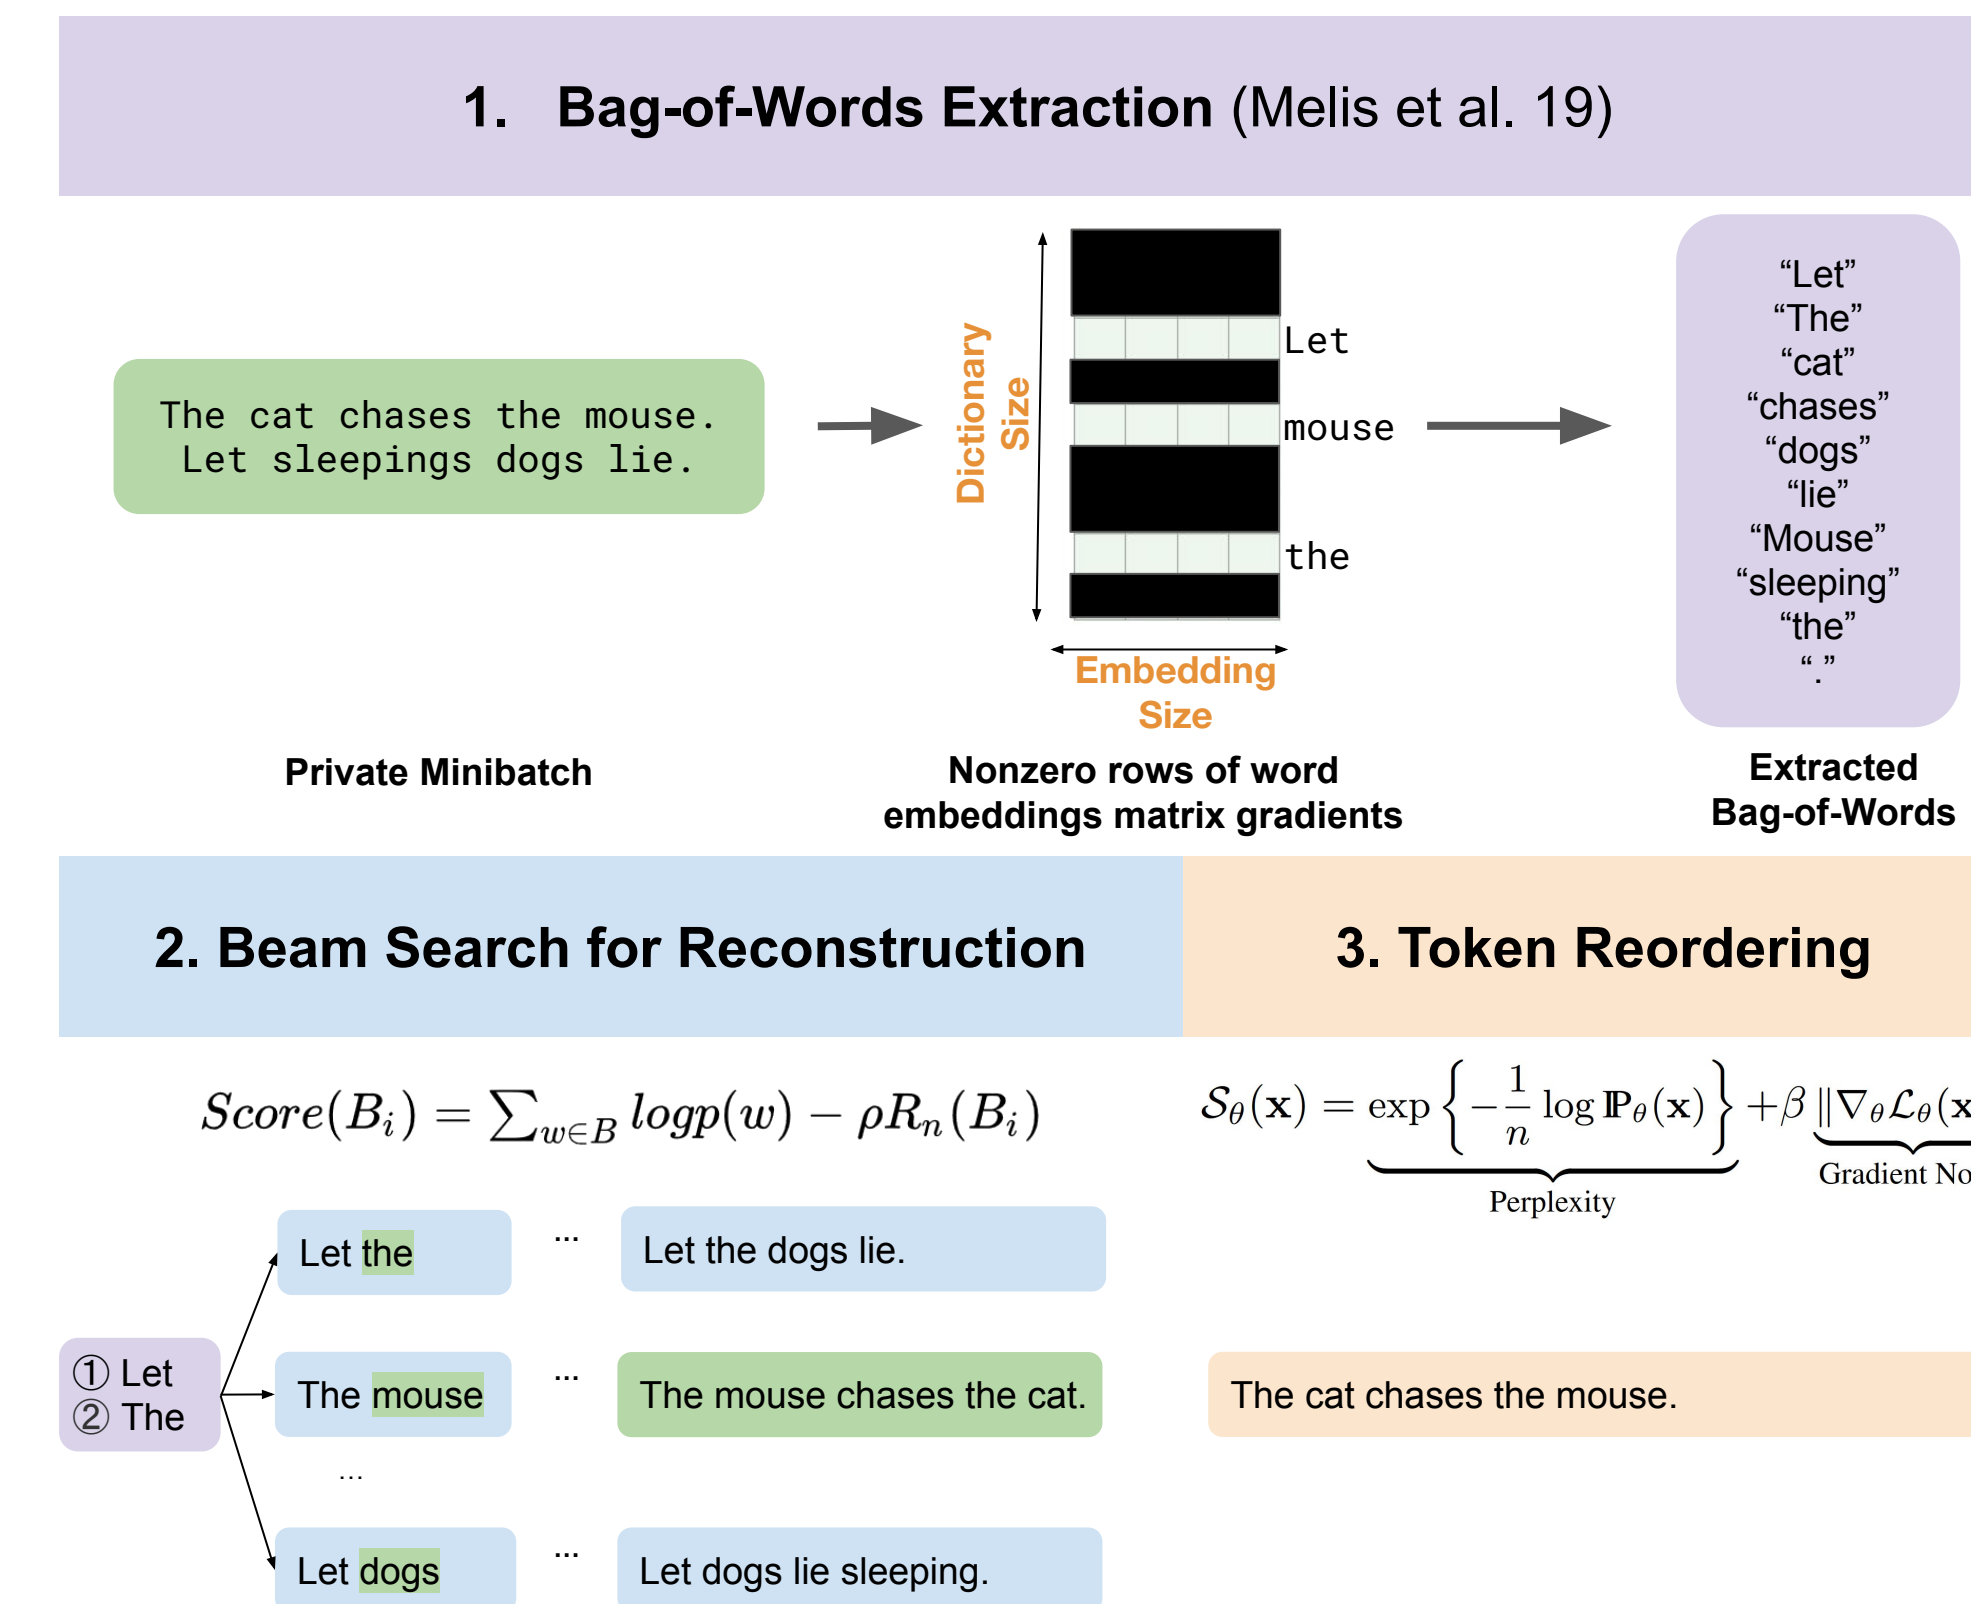 1. Bag-of-Words Extraction (Melis et al. 19)
The cat chases the mouse.
Let sleepings dogs lie.
Dictionary
Size
Let
mouse
the
Embedding
Size
“Let”
“The”
“cat”
“chases”
“dogs”
“lie”
“Mouse”
“sleeping”
“the”
“.”
Private Minibatch
Nonzero rows of word
embeddings matrix gradients
Extracted
Bag-of-Words
2. Beam Search for Reconstruction
Score(B_i) = ∑_{w∈B} logp(w) − ρR_n(B_i)
① Let
② The
Let the
...
Let the dogs lie.
The mouse
...
The mouse chases the cat.
...
Let dogs
...
Let dogs lie sleeping.
3. Token Reordering
S_θ(x) = exp { −1/n log P_θ(x) } +β ‖∇_θ L_θ(x
Perplexity
Gradient No
The cat chases the mouse.